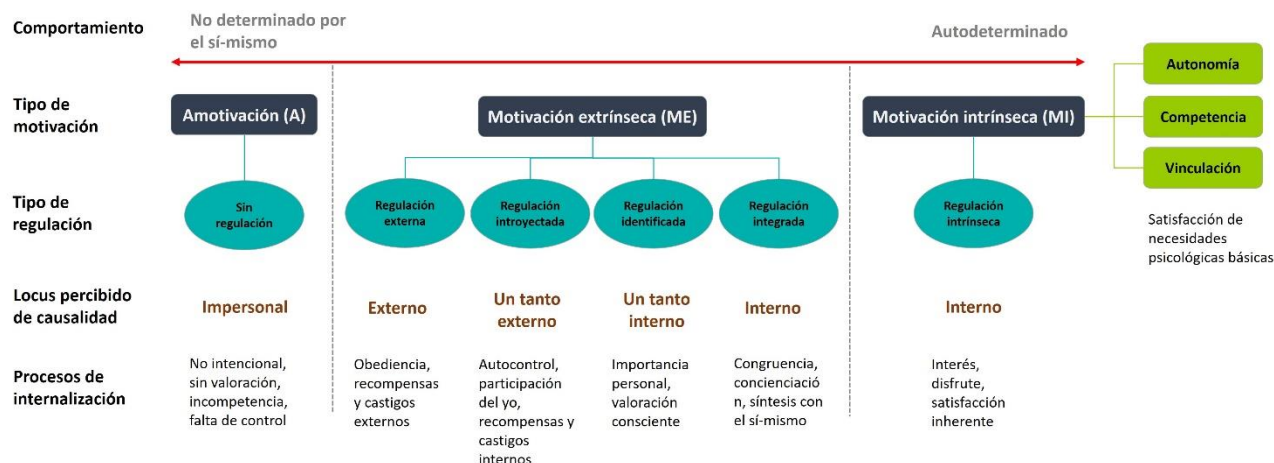 Comportamiento
No determinado por
el sí-mismo
Autodeterminado
Autonomía
Competencia
Vinculación
Satisfacción de
necesidades
psicológicas básicas
Tipo de
motivación
Amotivación (A)
Motivación extrínseca (ME)
Motivación intrínseca (MI)
Tipo de
regulación
Sin
regulación
Regulación
externa
Regulación
introyectada
Regulación
identificada
Regulación
integrada
Regulación
intrínseca
Locus percibido
de causalidad
Impersonal
Externo
Un tanto
externo
Un tanto
interno
Interno
Interno
Procesos de
internalización
No intencional,
sin valoración,
incompetencia,
falta de control
Obediencia,
recompensas
y castigos
externos
Autocontrol,
participación
del yo,
recompensas y
castigos
internos
Importancia
personal,
valoración
consciente
Congruencia,
concienciació
n, síntesis con
el sí-mismo
Interés,
disfrute,
satisfacción
inherente